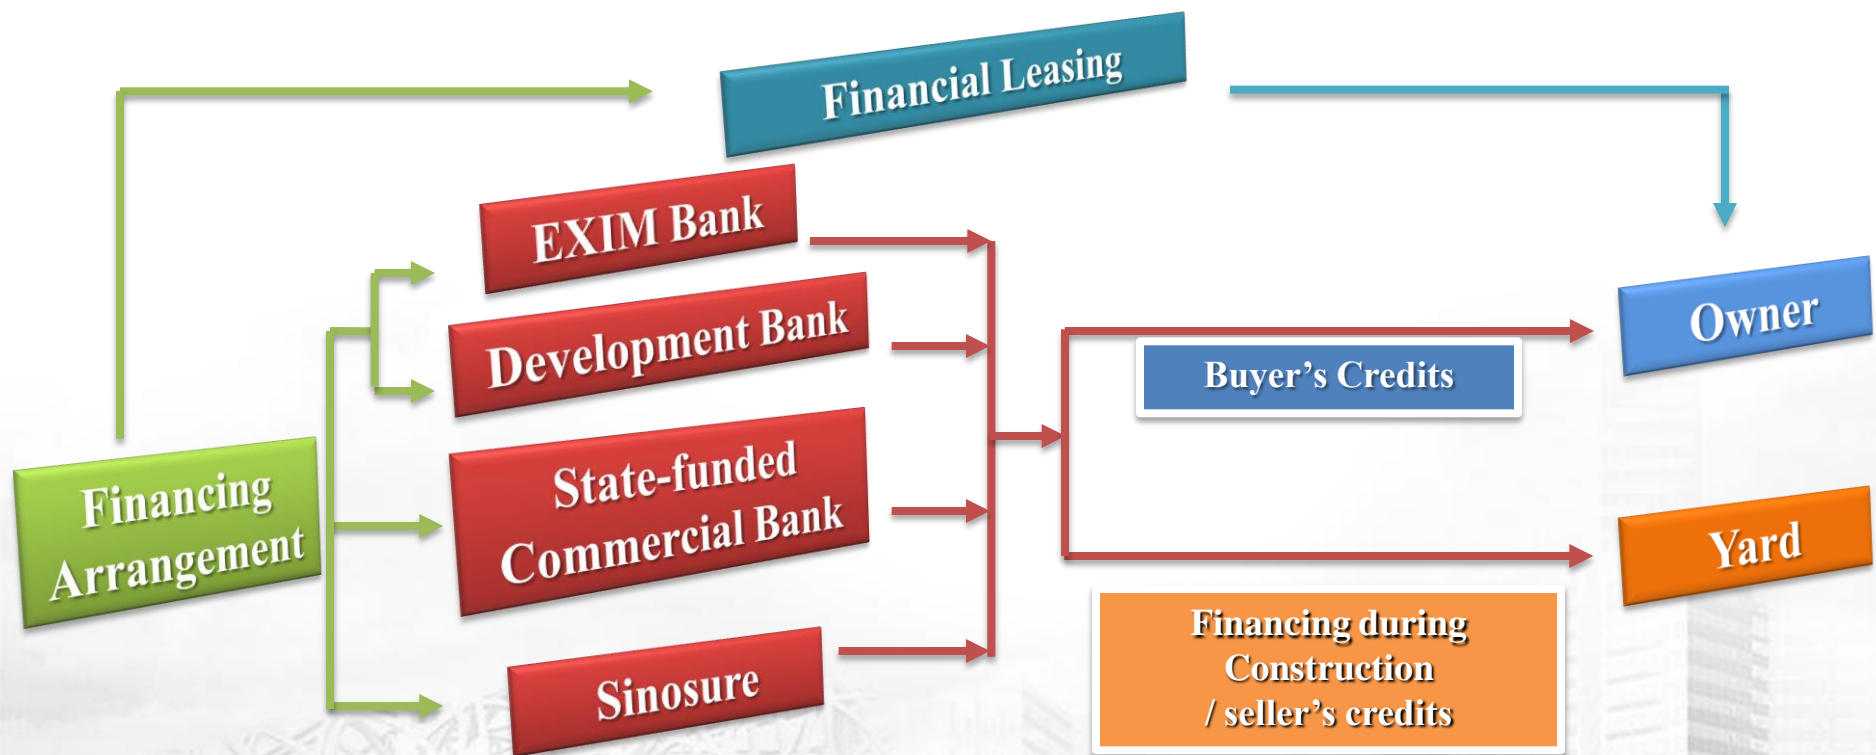 Financial Leasing
EXIM Bank
Development Bank
State-funded
Commercial Bank
Sinosure
Financing
Arrangement
Buyer’s Credits
Owner
Yard
Financing during
Construction
/ seller’s credits